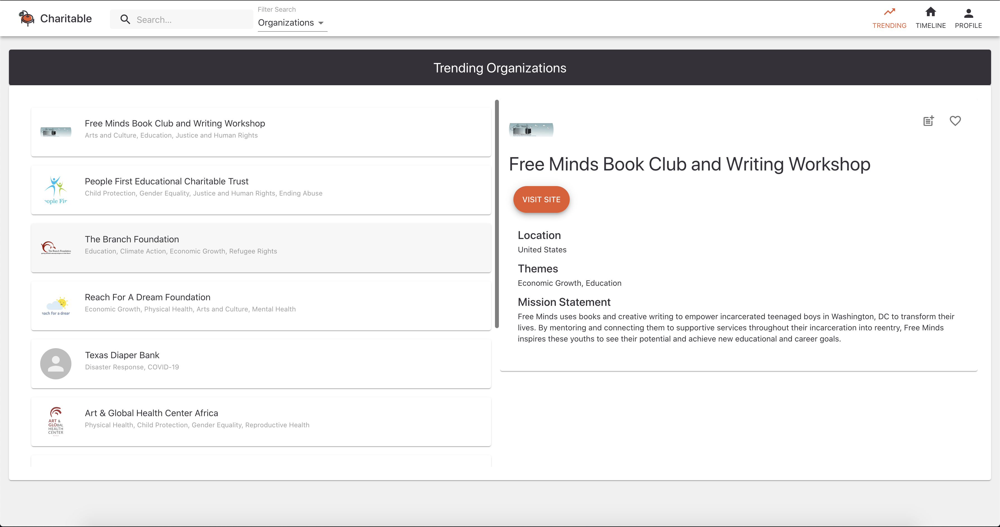 Charitable
Search...
Filter Search
Organizations
TRENDING
TIMELINE
PROFILE
Trending Organizations
Free Minds Book Club and Writing Workshop
Arts and Culture, Education, Justice and Human Rights
People First Educational Charitable Trust
Child Protection, Gender Equality, Justice and Human Rights, Ending Abuse
eople Fir
The Branch Foundation
Education, Climate Action, Economic Growth, Refugee Rights
The Branch Foundation
Reach For A Dream Foundation
Economic Growth, Physical Health, Arts and Culture, Mental Health
each for a drear
Texas Diaper Bank
Disaster Response, COVID-19
Art & Global Health Center Africa
Physical Health, Child Protection, Gender Equality, Reproductive Health
ART &
GLOBAL
HEALTH
CENTER
Free Minds Book Club and Writing Workshop
VISIT SITE
Location
United States
Themes
Economic Growth, Education
Mission Statement
Free Minds uses books and creative writing to empower incarcerated teenaged boys in Washington, DC to transform their
lives. By mentoring and connecting them to supportive services throughout their incarceration into reentry, Free Minds
inspires these youths to see their potential and achieve new educational and career goals.